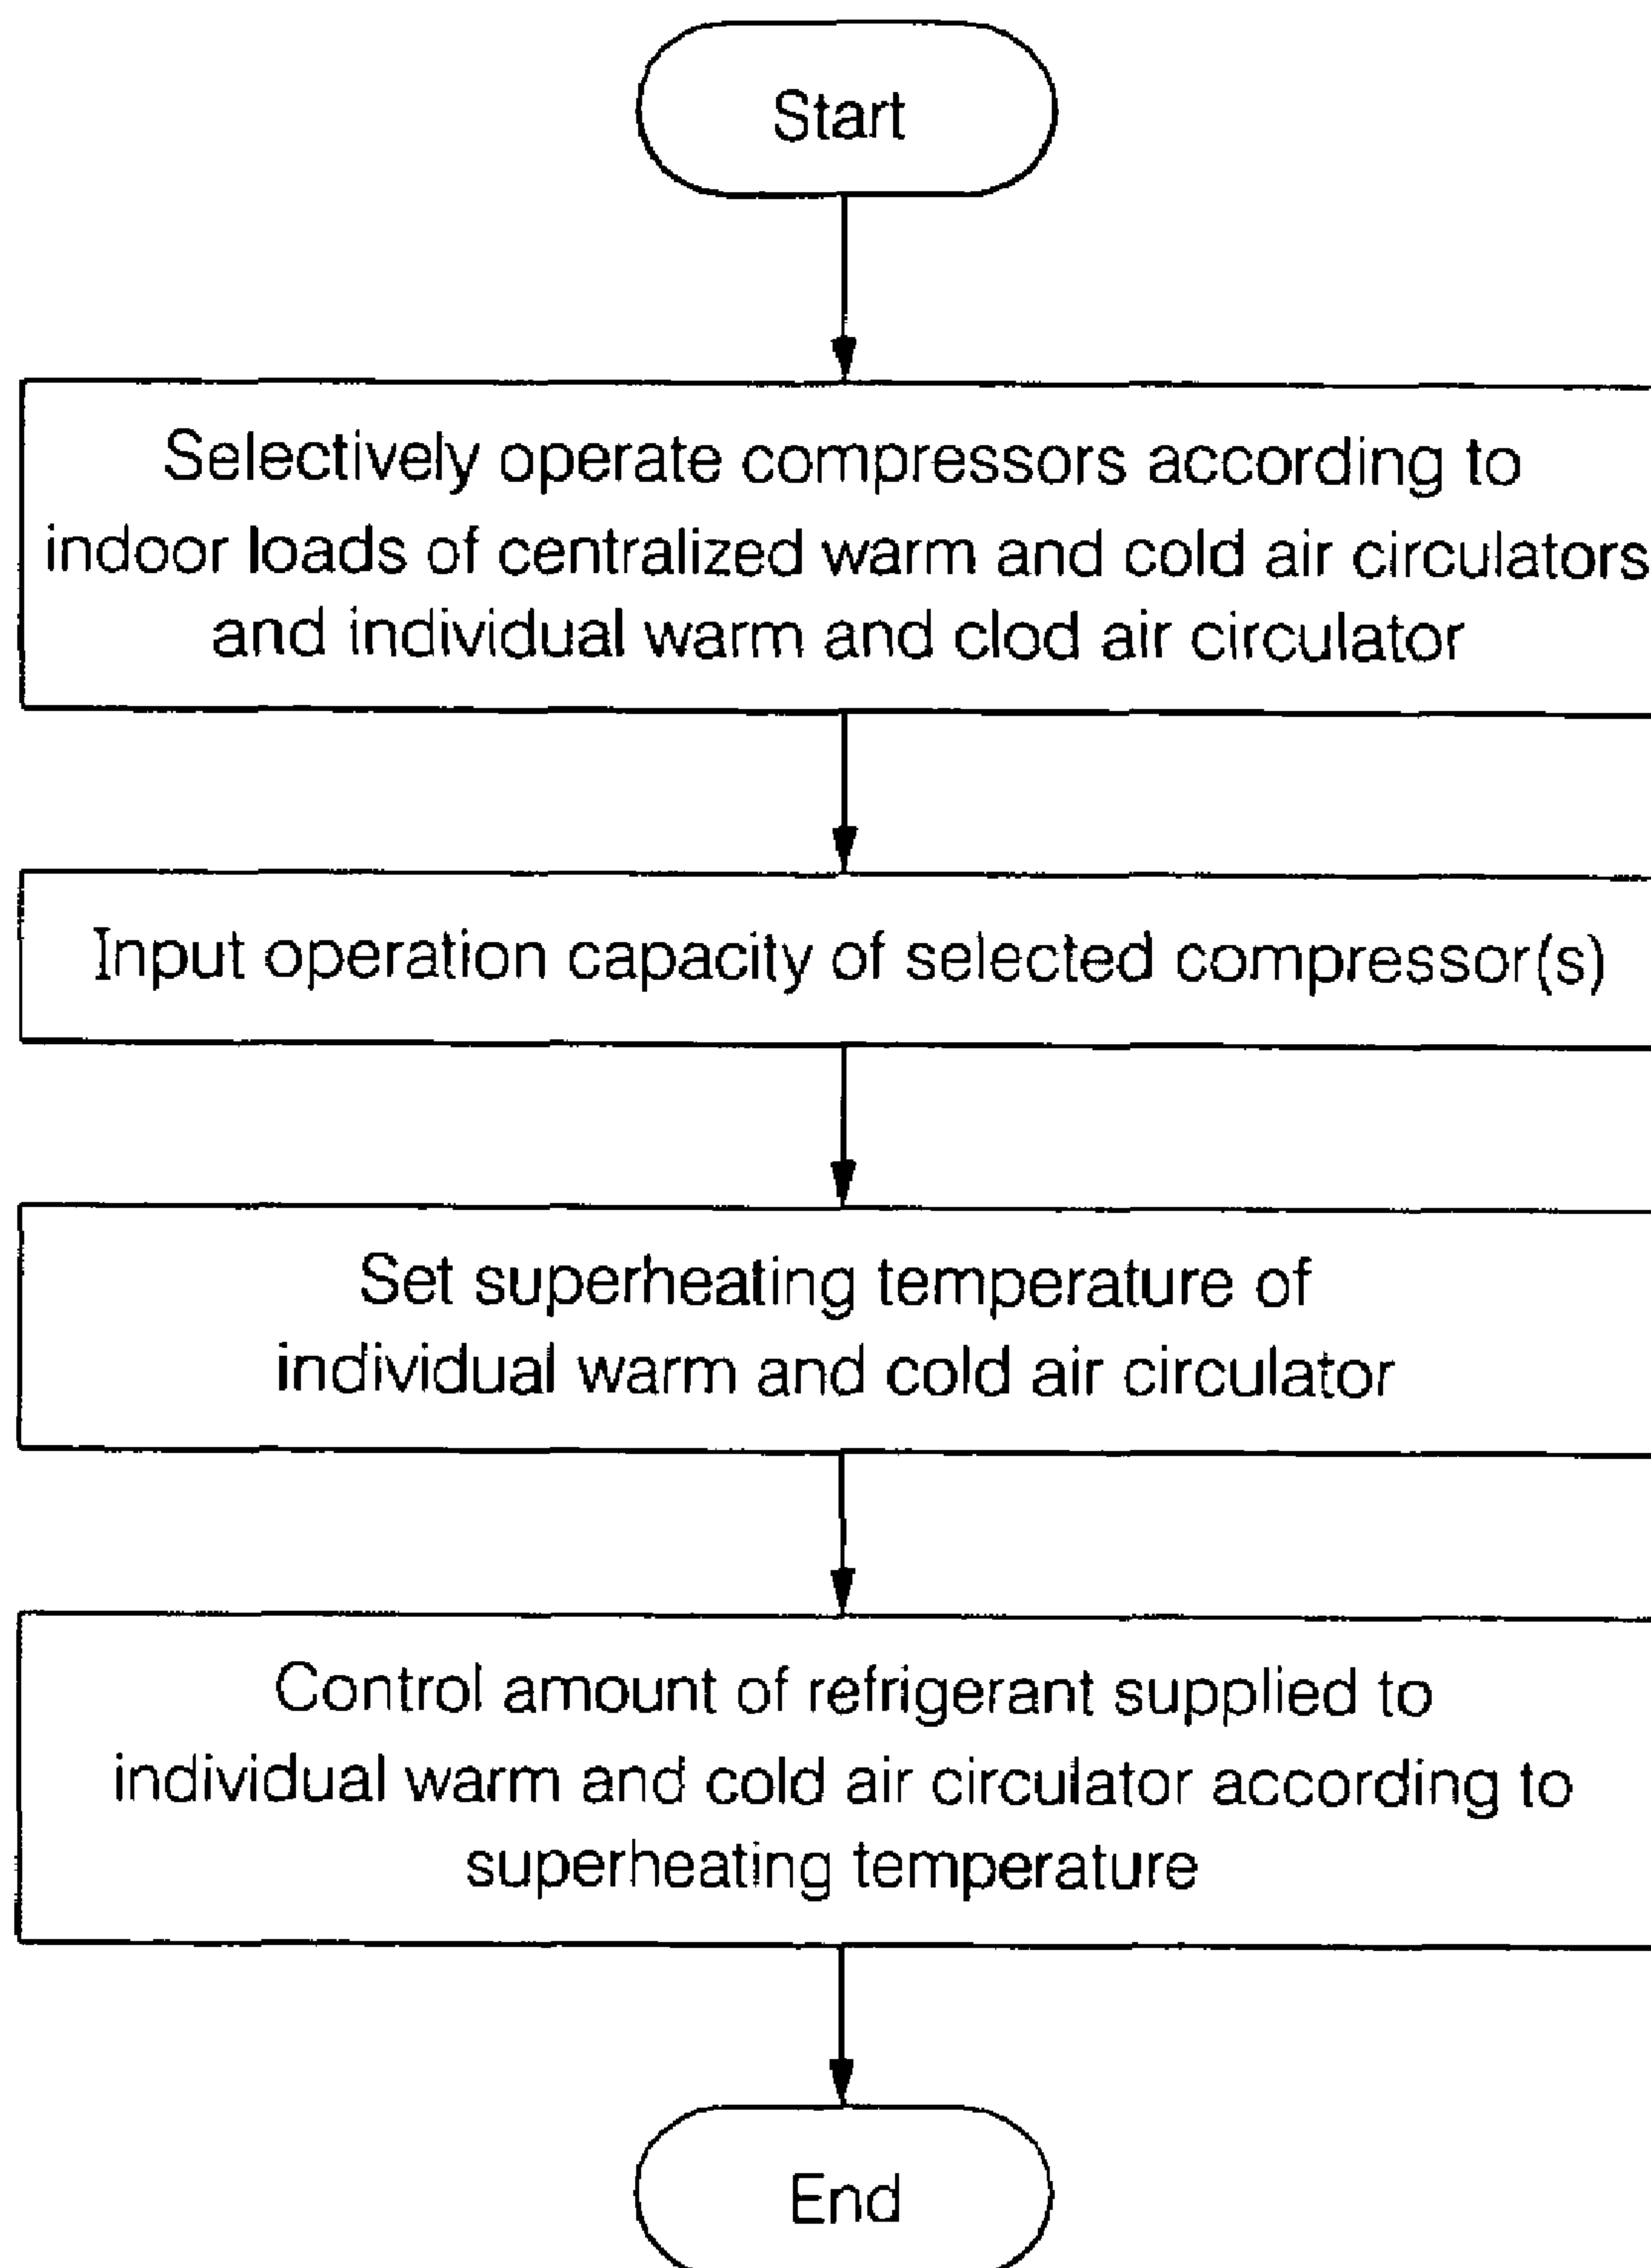 Start
Selectively operate compressors according to
indoor loads of centralized warm and cold air circulators
and individual warm and clod air circulator
Input operation capacity of selected compressor(s)
Set superheating temperature of
individual warm and cold air circulator
Control amount of refrigerant supplied to
individual warm and cold air circulator according to
superheating temperature
End